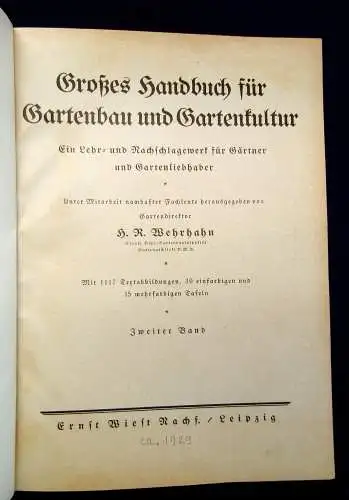 Großes Handbuch für
Gartenbau und Gartenkultur
Ein Lehr- und Nachschlagewerk für Gärtner
und Gartenliebhaber
Unter Mitarbeit namhafter Fachleute herausgegeben von
Gartendirektor
H. R. Wehrhahn
Mit 1117 Textabbildungen, 39 einfarbigen und
15 mehrfarbigen Tafeln
Zweiter Band
Ernst Wiest Nachf. / Leipzig
ca. 1929